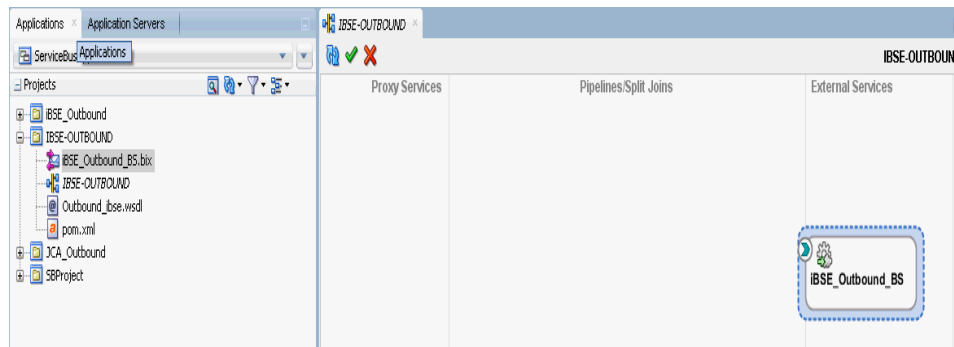 Applications
Application Servers
ServiceBus
Applications
Projects
iBSE_Outbound
IBSE-OUTBOUND
iBSE_Outbound_BS.bix
IBSE-OUTBOUND
Outbound_ibse.wsdl
pom.xml
JCA_Outbound
SBProject
IBSE-OUTBOUND
IBSE-OUTBOUN
Proxy Services
Pipelines/Split Joins
External Services
iBSE_Outbound_BS